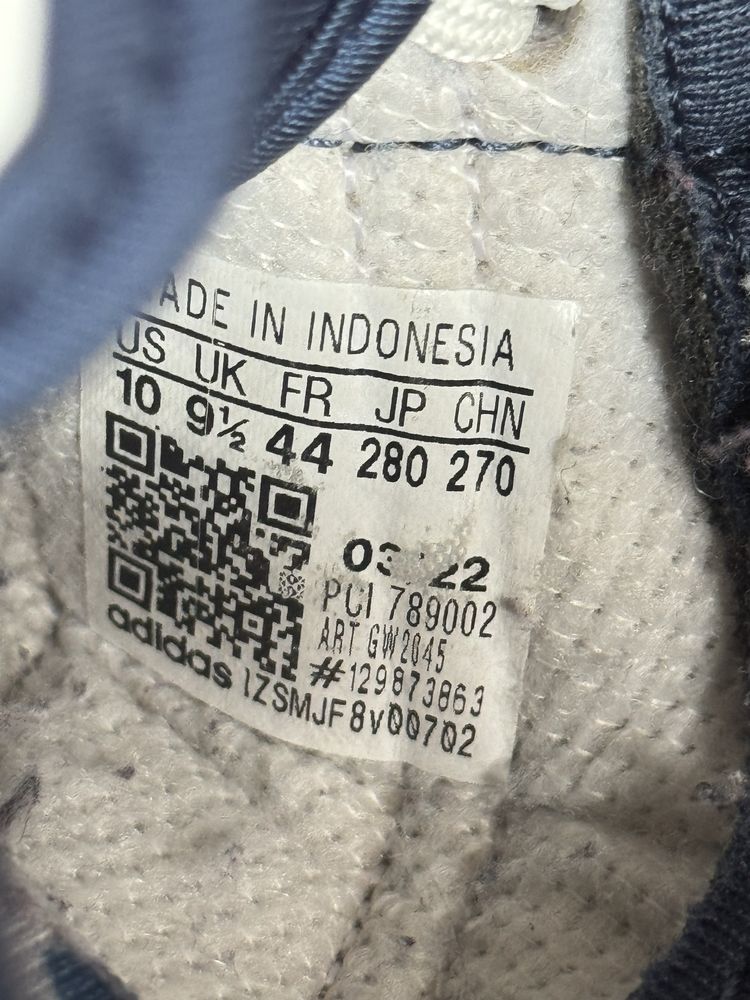 ADE IN INDONESIA
US UK FR JP CHN
10 9½ 44 280 270
03 22
PCI 789002
ART GW2045
#129873863
adidas IZSMJF8v00702